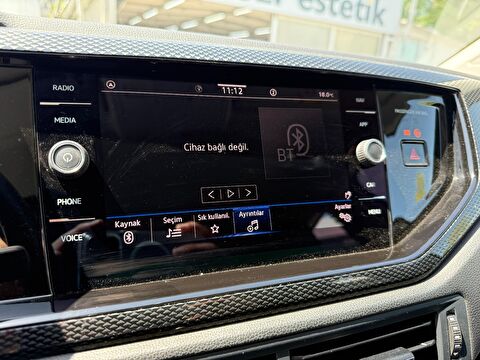 estetik
RADIO
MEDIA
PHONE
VOICE
11:12
18.0°C
Cihaz bağlı değil.
BT
Kaynak
Seçim
Sık kullanıl.
Ayrıntılar
Ayarlar
NAV
APP
CAR
MENU